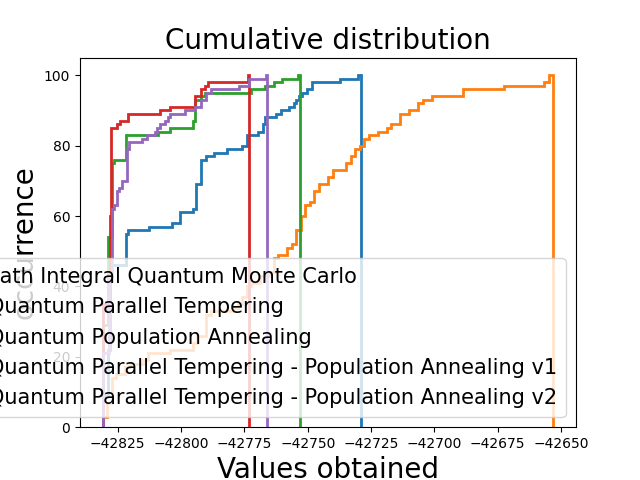 Cumulative distribution
100
80
60
40
20
0
occurrence
ath Integral Quantum Monte Carlo
Quantum Parallel Tempering
Quantum Population Annealing
Quantum Parallel Tempering - Population Annealing v1
Quantum Parallel Tempering - Population Annealing v2
−42825 −42800 −42775 −42750 −42725 −42700 −42675 −42650
Values obtained